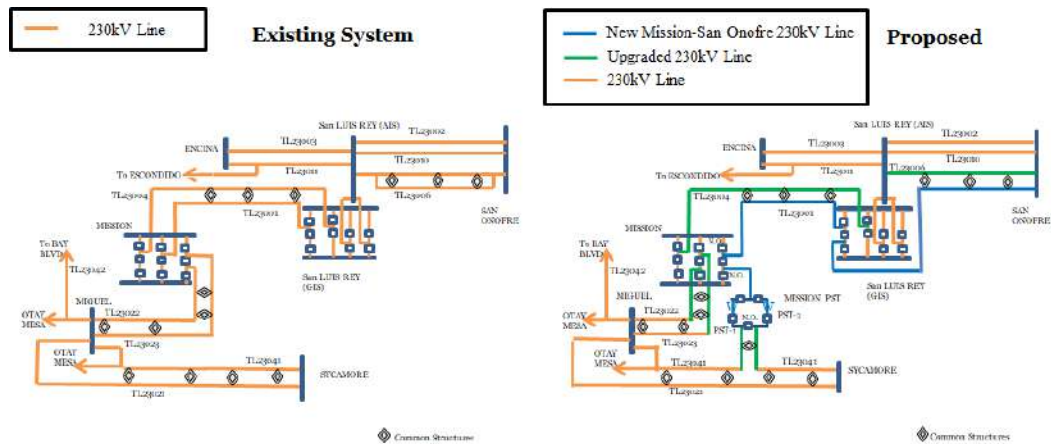 230kV Line
Existing System
San LUIS REY (AIS)
TL23003
TL23002
ENCINA
TL23011
TL23010
To ESCONDIDO
TL23004
TL23006
TL23001
SAN
ONOFRE
MISSION
To BAY
BLVD
TL23042
San LUIS REY
(GIS)
MIGUEL
OTAY
MESA
TL23022
TL23023
OTAY
MESA
TL23041
SYCAMORE
TL23021
Common Structures
New Mission-San Onofre 230kV Line
Proposed
Upgraded 230kV Line
230kV Line
San LUIS REY (AIS)
TL23003
TL23002
ENCINA
TL23010
TL23006
To ESCONDIDO
TL23004
TL23001
SAN
ONOFRE
MISSION
N.O.
To BAY
BLVD
TL23042
N.O.
San LUIS REY
(GIS)
MIGUEL
MISSION PST
OTAY
MESA
TL23022
N.O.
PST-2
PST-1
TL23023
OTAY
MESA
TL23041
TL23041
SYCAMORE
TL23021
Common Structures